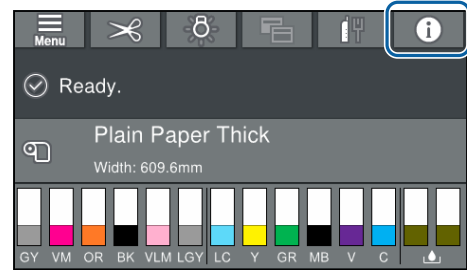 Menu
Ready.
Plain Paper Thick
Width: 609.6mm
GY VM OR BK VLM LGY LC Y GR MB V C